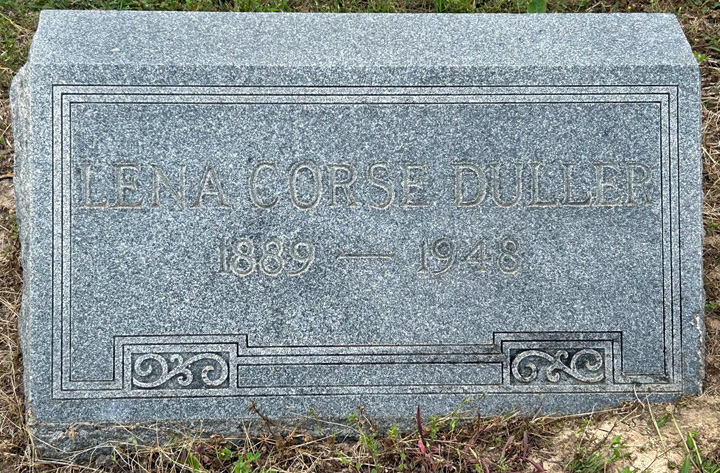 LENA CORSE DULLER
1889 — 1948